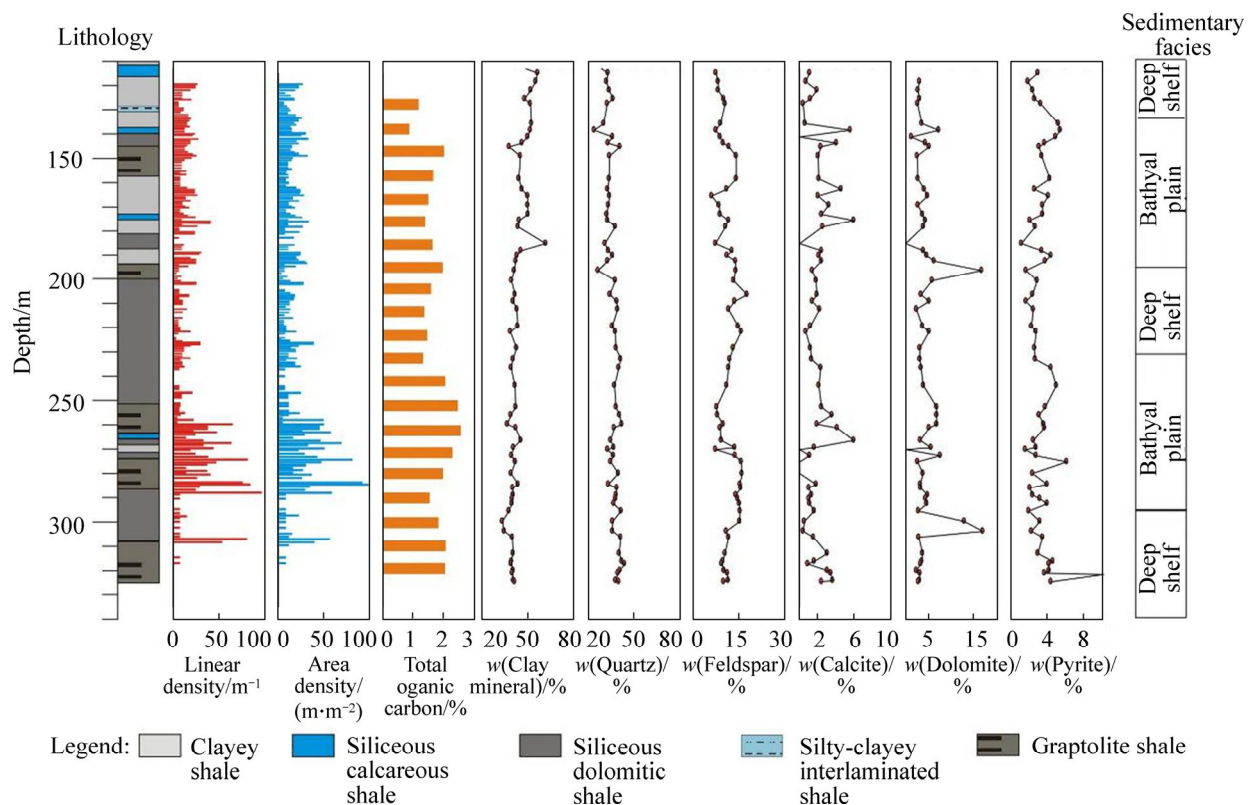 Lithology
Sedimentary
facies
Depth/m
150
200
250
300
Deep
shelf
Bathyal
plain
Deep
shelf
Bathyal
plain
Deep
shelf
0 50 100
0 50 100
0 1 2 3
20 50 80
20 50 80
0 15 30
2 6 10
5 15
0 4 8
Linear
density/m⁻¹
Area
density/
(m·m⁻²)
Total
oganic
carbon/%
w(Clay
mineral)/%
w(Quartz)/
%
w(Feldspar)/
%
w(Calcite)/
%
w(Dolomite)/
%
w(Pyrite)/
%
Legend:
Clayey
shale
Siliceous
calcareous
shale
Siliceous
dolomitic
shale
Silty-clayey
interlaminated
shale
Graptolite shale